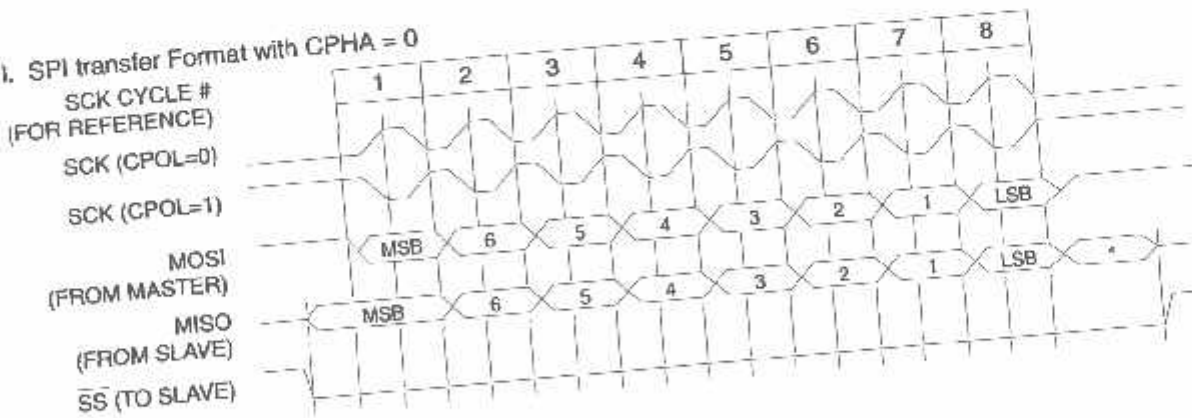 i. SPI transfer Format with CPHA = 0
SCK CYCLE #
(FOR REFERENCE)
1 2 3 4 5 6 7 8
SCK (CPOL=0)
SCK (CPOL=1)
MOSI
(FROM MASTER)
MSB 6 5 4 3 2 1 LSB
MISO
(FROM SLAVE)
MSB 6 5 4 3 2 1 LSB *
SS (TO SLAVE)